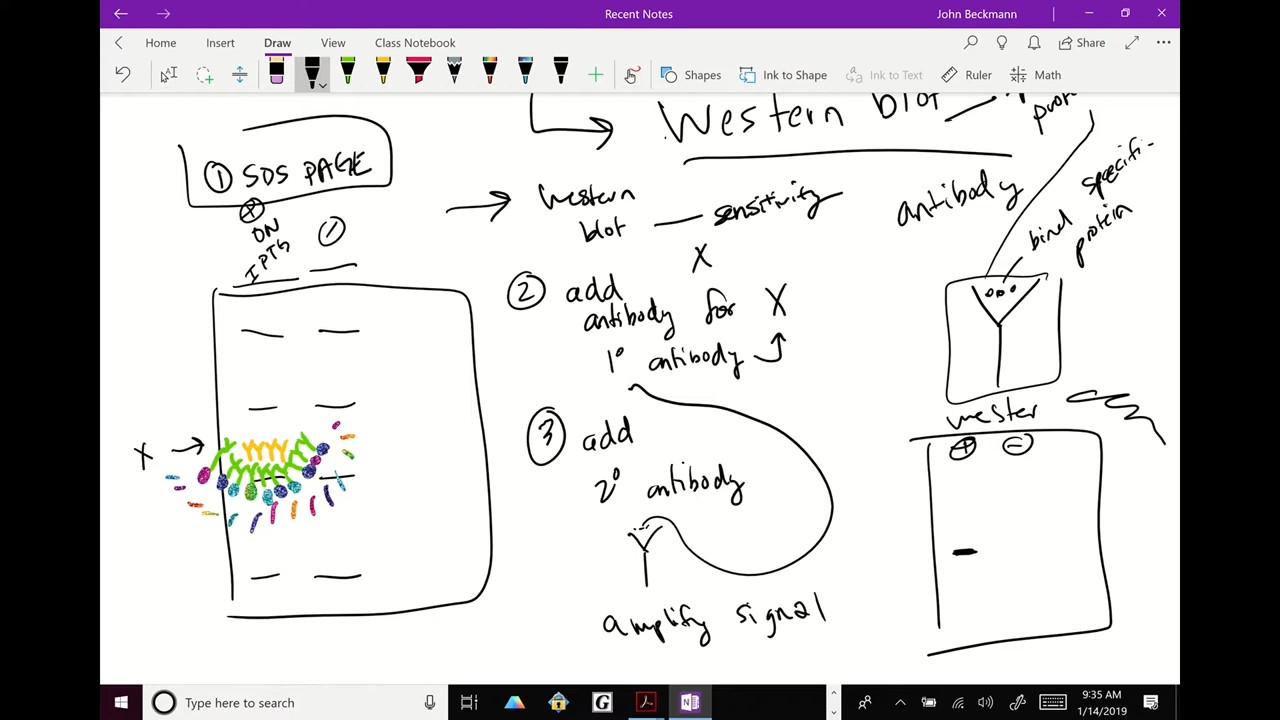 Recent Notes
John Beckmann
Home
Insert
Draw
View
Class Notebook
Share
Shapes
Ink to Shape
Ink to Text
Ruler
Math
Western blot
① SDS PAGE
+
ON
IPTG
-
western
blot
sensitivity
X
antibody
bind specific
protein
② add
antibody for X
1° antibody
③ add
2° antibody
amplify signal
X
wester
+ -
Type here to search
9:35 AM
1/14/2019